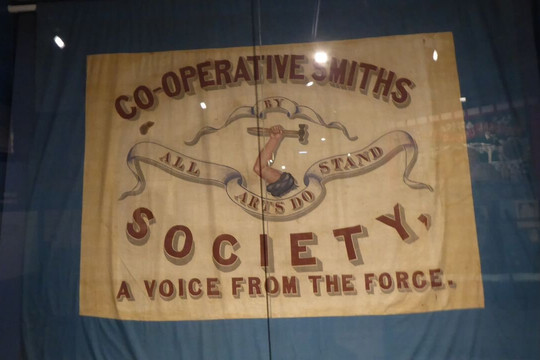 CO-OPERATIVE SMITHS
BY
ALL ARTS DO STAND
SOCIETY,
A VOICE FROM THE FORCE.